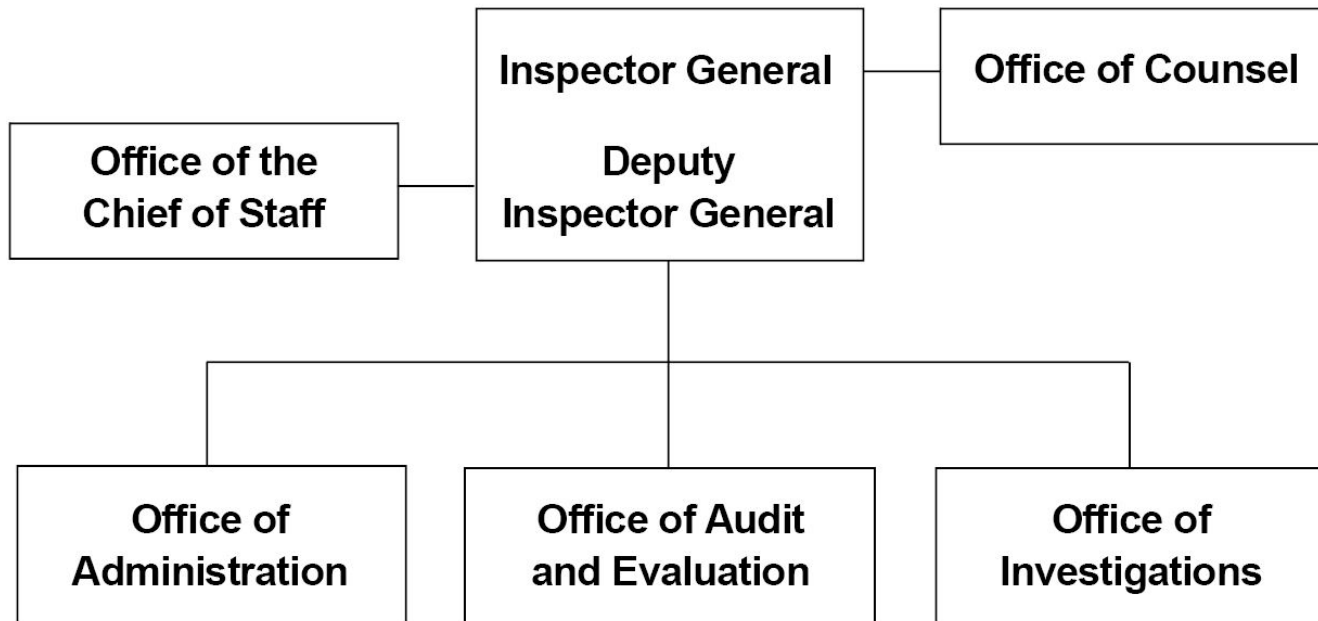 Inspector General
Deputy
Inspector General
Office of Counsel
Office of the
Chief of Staff
Office of
Administration
Office of Audit
and Evaluation
Office of
Investigations